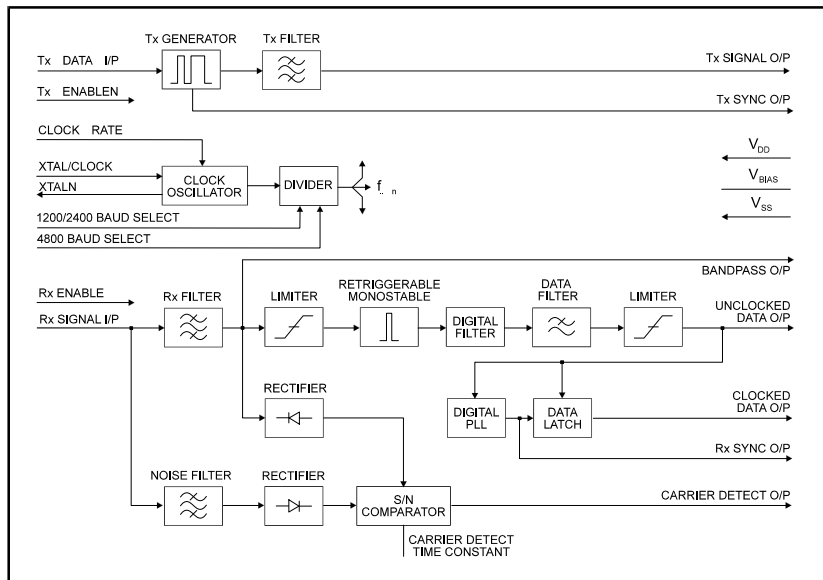 Tx GENERATOR
Tx FILTER
Tx DATA I/P
Tx SIGNAL O/P
Tx ENABLEN
Tx SYNC O/P
CLOCK RATE
XTAL/CLOCK
XTALN
CLOCK
OSCILLATOR
DIVIDER
f n
VDD
VBIAS
VSS
1200/2400 BAUD SELECT
4800 BAUD SELECT
BANDPASS O/P
Rx ENABLE
Rx SIGNAL I/P
Rx FILTER
LIMITER
RETRIGGERABLE
MONOSTABLE
DIGITAL
FILTER
DATA
FILTER
LIMITER
UNCLOCKED
DATA O/P
RECTIFIER
DIGITAL
PLL
DATA
LATCH
CLOCKED
DATA O/P
Rx SYNC O/P
NOISE FILTER
RECTIFIER
S/N
COMPARATOR
CARRIER DETECT O/P
CARRIER DETECT
TIME CONSTANT